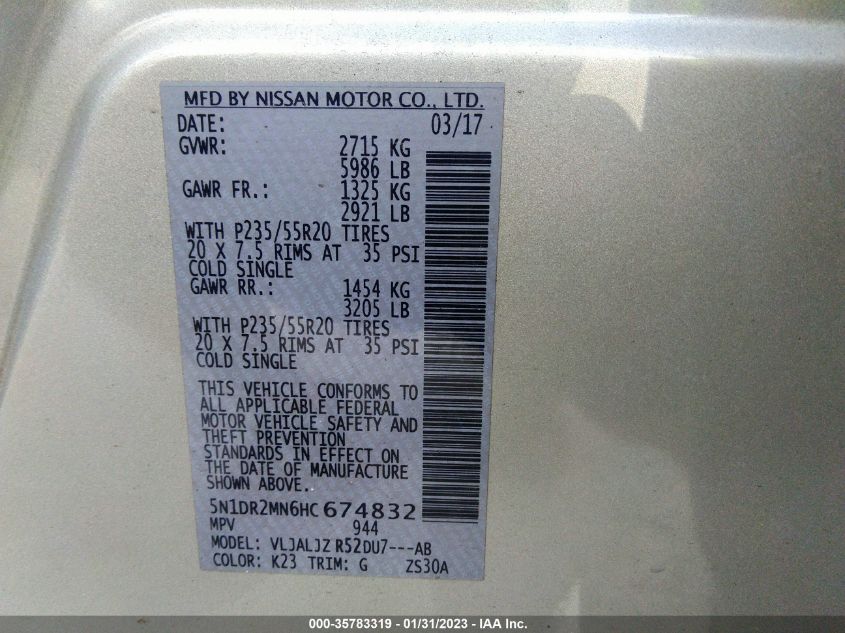 MFD BY NISSAN MOTOR CO., LTD.
DATE: 03/17
GVWR: 2715 KG
5986 LB
GAWR FR.: 1325 KG
2921 LB
WITH P235/55R20 TIRES
20 X 7.5 RIMS AT 35 PSI
COLD SINGLE
GAWR RR.: 1454 KG
3205 LB
WITH P235/55R20 TIRES
20 X 7.5 RIMS AT 35 PSI
COLD SINGLE
THIS VEHICLE CONFORMS TO
ALL APPLICABLE FEDERAL
MOTOR VEHICLE SAFETY AND
THEFT PREVENTION
STANDARDS IN EFFECT ON
THE DATE OF MANUFACTURE
SHOWN ABOVE.
5N1DR2MN6HC674832
MPV 944
MODEL: VLJALJZ R52DU7---AB
COLOR: K23 TRIM: G ZS30A
000-35783319 - 01/31/2023 - IAA Inc.